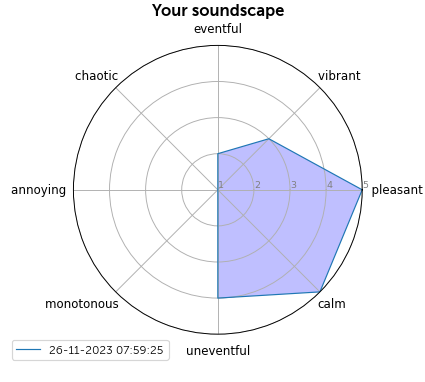 Your soundscape
eventful
chaotic
vibrant
annoying
1 2 3 4 5
pleasant
monotonous
calm
26-11-2023 07:59:25
uneventful